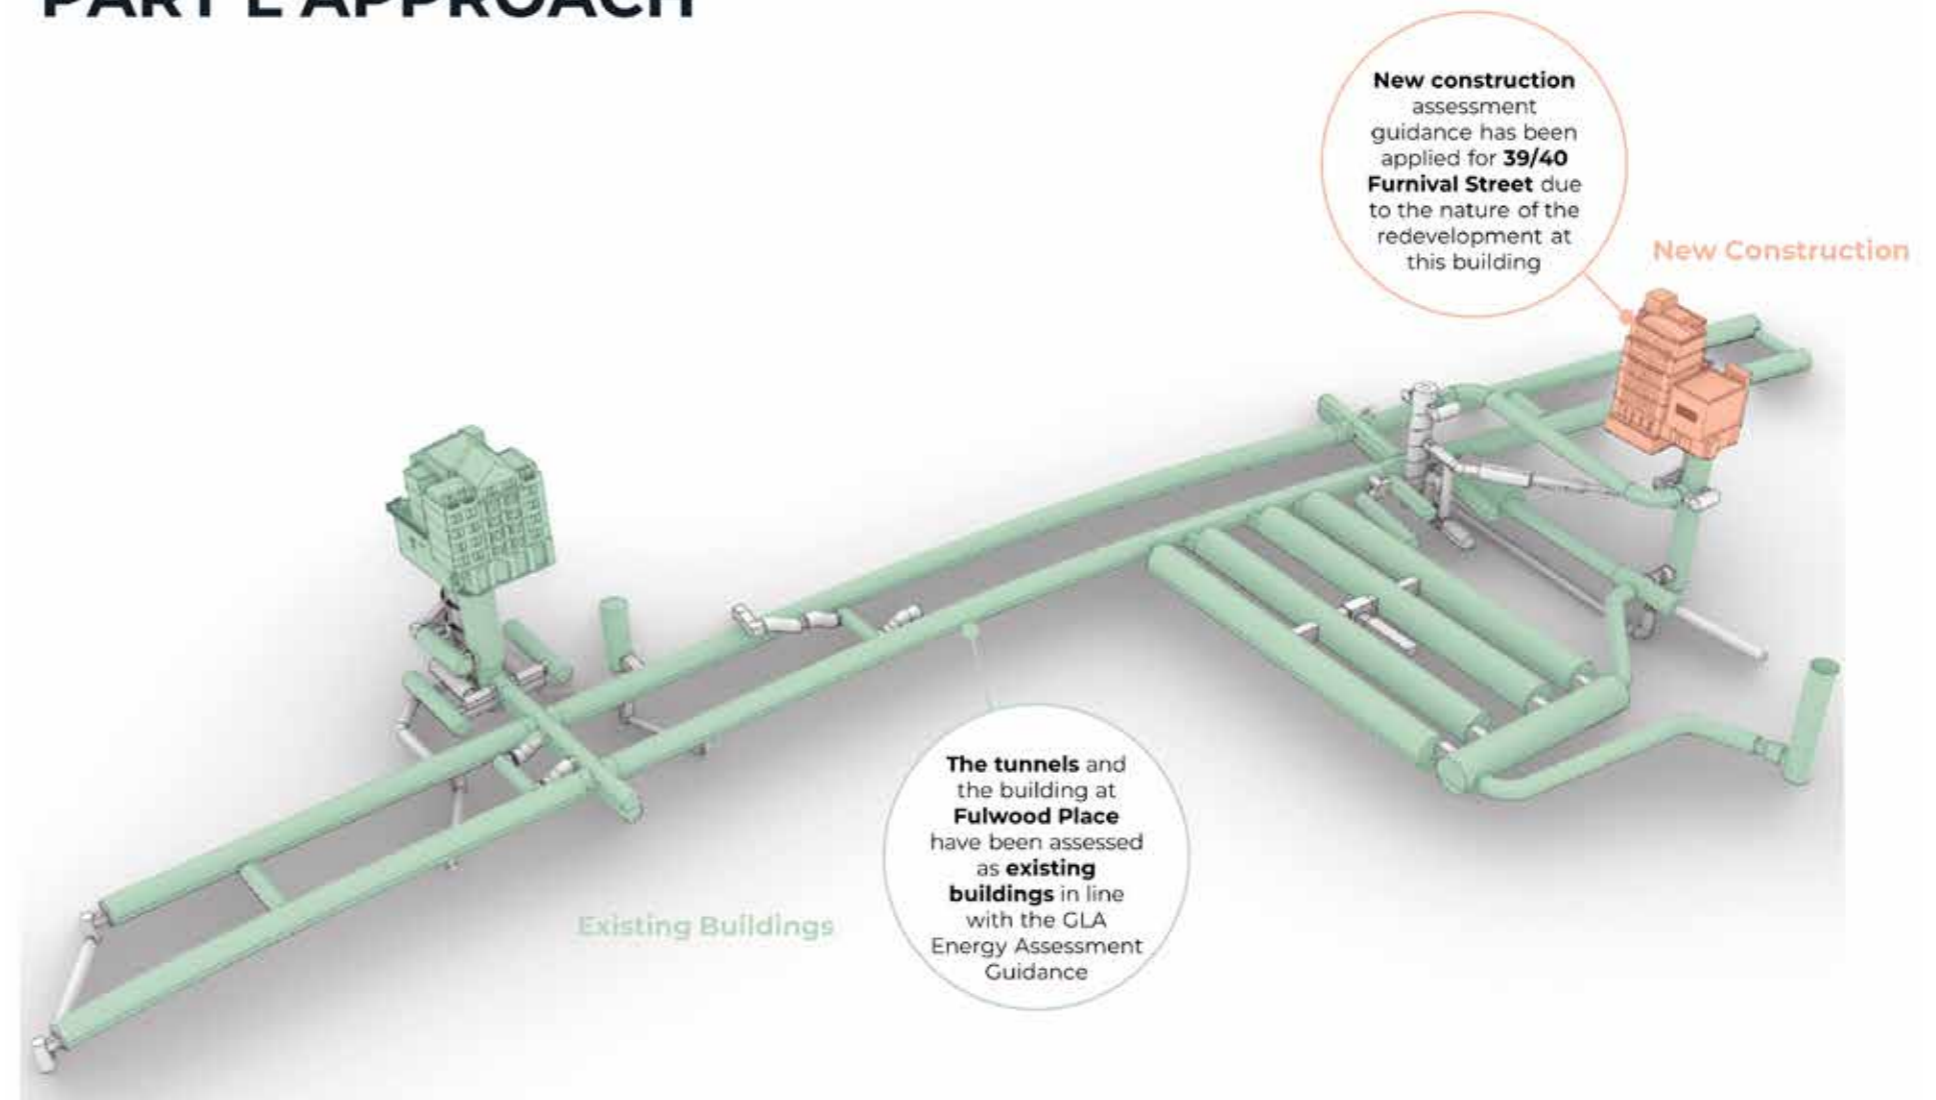 PART L APPROACH
New construction
assessment
guidance has been
applied for 39/40
Furnival Street due
to the nature of the
redevelopment at
this building
New Construction
The tunnels and
the building at
Fulwood Place
have been assessed
as existing
buildings in line
with the GLA
Energy Assessment
Guidance
Existing Buildings